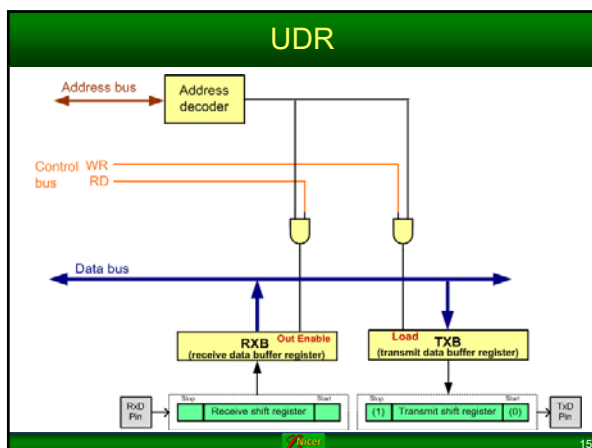 UDR
Address bus
Address
decoder
Control WR
bus RD
Data bus
RXB Out Enable
(receive data buffer register)
Load TXB
(transmit data buffer register)
RxD
Pin
Stop Start
Receive shift register
Stop Start
(1) Transmit shift register (0)
TxD
Pin
Nicer
15